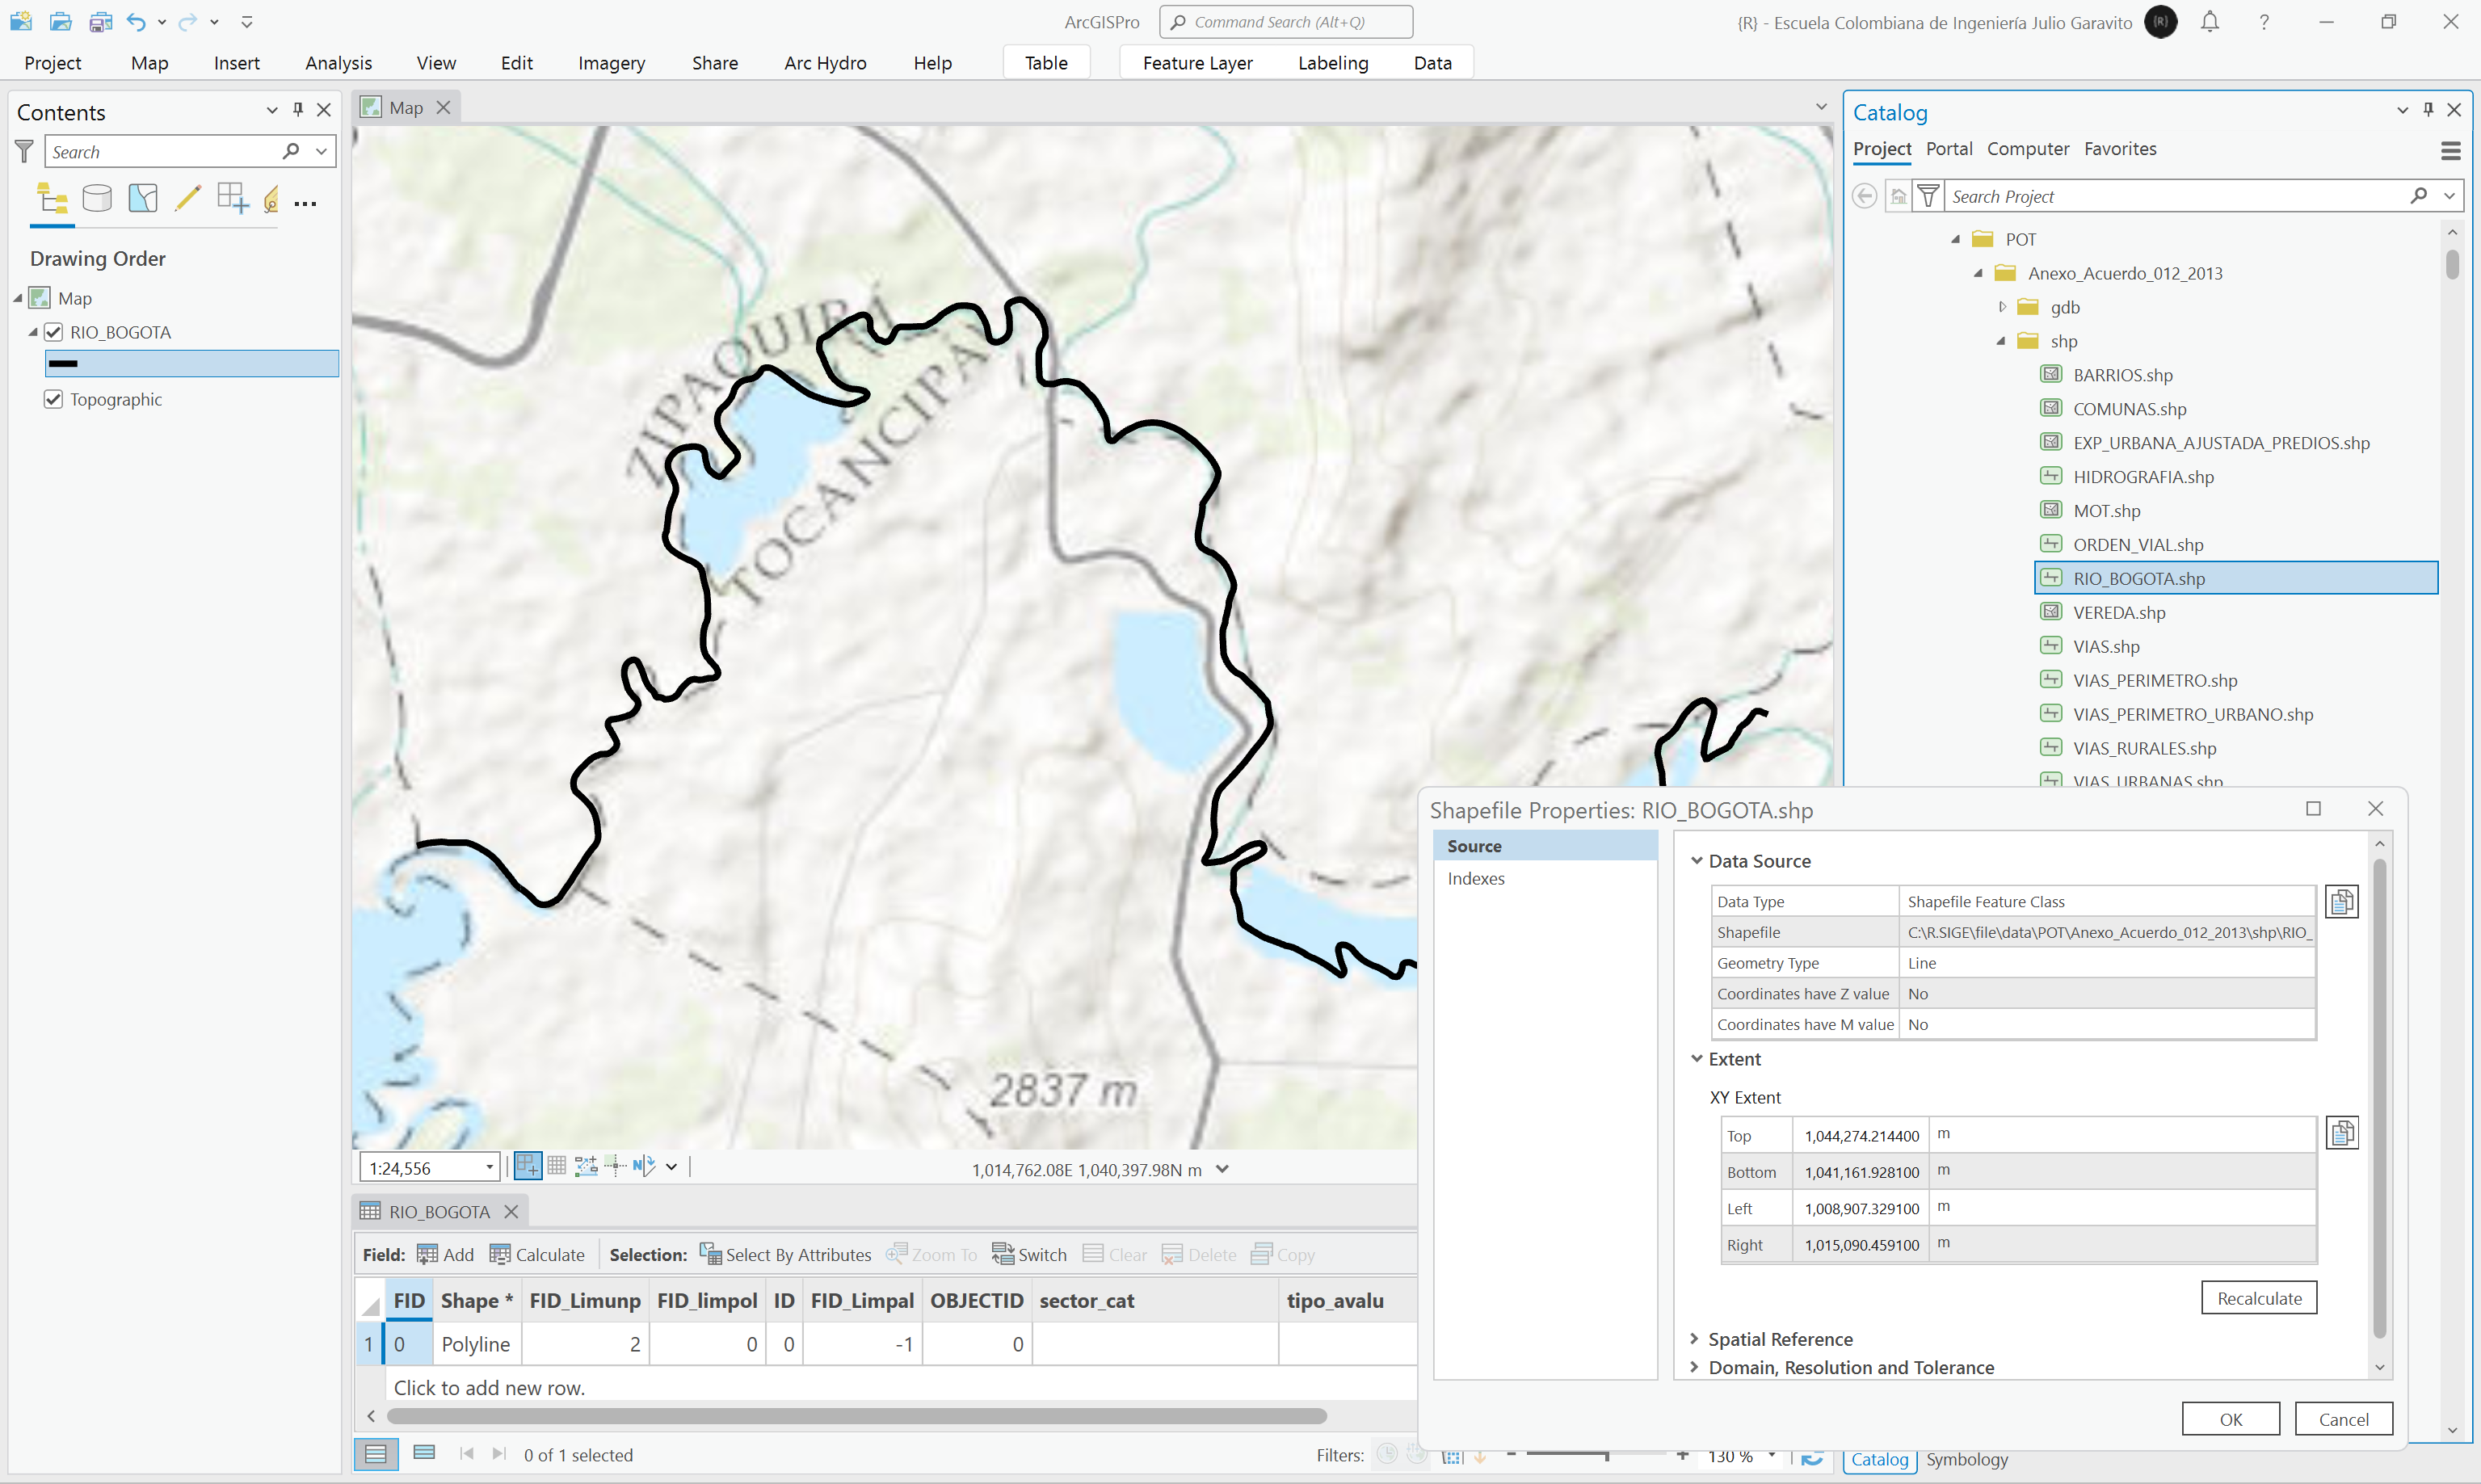 ArcGISPro
Command Search (Alt+Q)
{R} - Escuela Colombiana de Ingeniería Julio Garavito
{R}
?
Project Map Insert Analysis View Edit Imagery Share Arc Hydro Help Table Feature Layer Labeling Data
Contents
Search
Drawing Order
Map
RIO_BOGOTA
Topographic
Map
ZIPAQUIRÁ
TOCANCIPÁ
2837 m
1:24,556
1,014,762.08E 1,040,397.98N m
RIO_BOGOTA
Field: Add Calculate Selection: Select By Attributes Zoom To Switch Clear Delete Copy
FID Shape * FID_Limunp FID_limpol ID FID_Limpal OBJECTID sector_cat tipo_avalu
1 0 Polyline 2 0 0 -1 0
Click to add new row.
0 of 1 selected
Filters:
130 %
Catalog
Project Portal Computer Favorites
Search Project
POT
Anexo_Acuerdo_012_2013
gdb
shp
BARRIOS.shp
COMUNAS.shp
EXP_URBANA_AJUSTADA_PREDIOS.shp
HIDROGRAFIA.shp
MOT.shp
ORDEN_VIAL.shp
RIO_BOGOTA.shp
VEREDA.shp
VIAS.shp
VIAS_PERIMETRO.shp
VIAS_PERIMETRO_URBANO.shp
VIAS_RURALES.shp
VIAS_URBANAS.shp
Shapefile Properties: RIO_BOGOTA.shp
Source
Indexes
Data Source
Data Type Shapefile Feature Class
Shapefile C:\R.SIGE\file\data\POT\Anexo_Acuerdo_012_2013\shp\RIO_
Geometry Type Line
Coordinates have Z value No
Coordinates have M value No
Extent
XY Extent
Top 1,044,274.214400 m
Bottom 1,041,161.928100 m
Left 1,008,907.329100 m
Right 1,015,090.459100 m
Recalculate
Spatial Reference
Domain, Resolution and Tolerance
OK Cancel
Catalog Symbology